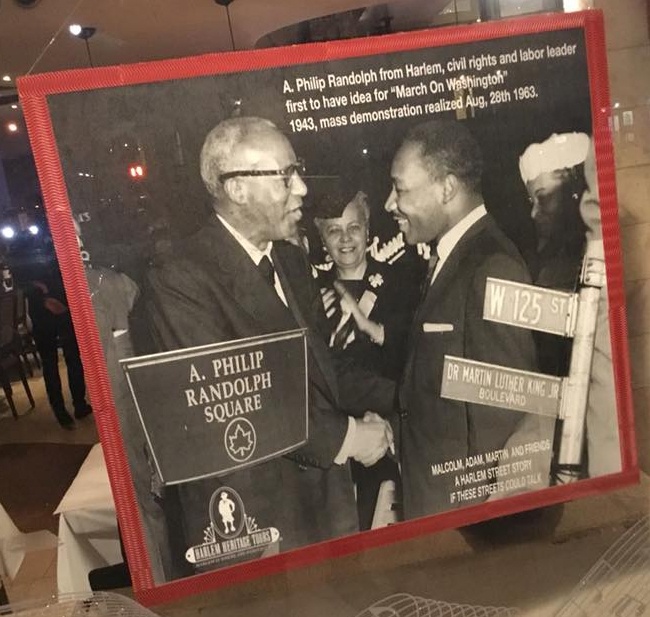 A. Philip Randolph from Harlem, civil rights and labor leader
first to have idea for "March On Washington"
1943, mass demonstration realized Aug, 28th 1963.
W 125 ST
DR MARTIN LUTHER KING JR
BOULEVARD
A. PHILIP
RANDOLPH
SQUARE
MALCOLM, ADAM, MARTIN AND FRIENDS
A HARLEM STREET STORY
IF THESE STREETS COULD TALK
HARLEM HERITAGE TOURS